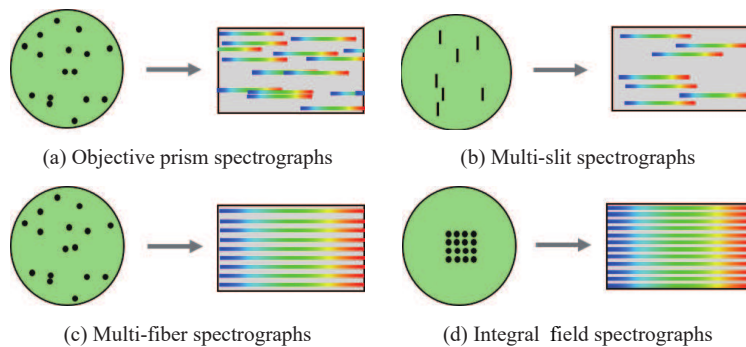 (a) Objective prism spectrographs
(b) Multi-slit spectrographs
(c) Multi-fiber spectrographs
(d) Integral field spectrographs